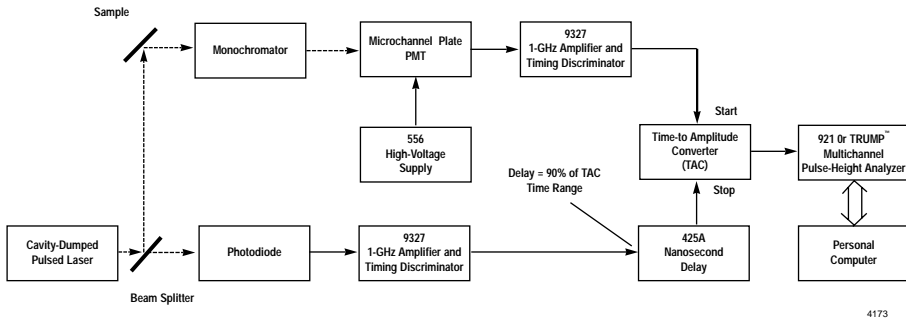 Sample
Monochromator
Microchannel Plate
PMT
9327
1-GHz Amplifier and
Timing Discriminator
556
High-Voltage
Supply
Start
Time-to Amplitude
Converter
(TAC)
921 0r TRUMP™
Multichannel
Pulse-Height Analyzer
Delay = 90% of TAC
Time Range
Stop
Cavity-Dumped
Pulsed Laser
Beam Splitter
Photodiode
9327
1-GHz Amplifier and
Timing Discriminator
425A
Nanosecond
Delay
Personal
Computer
4173